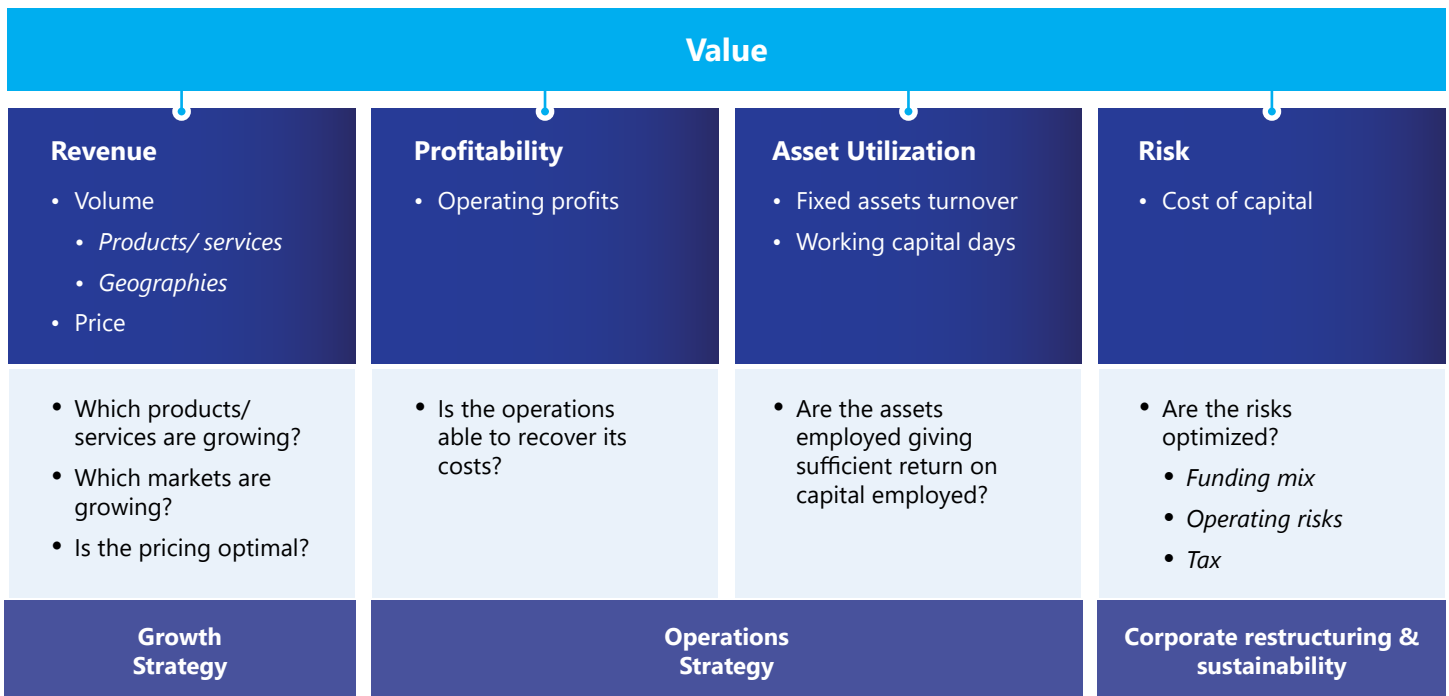 Value
Revenue
• Volume
• Products/ services
• Geographies
• Price
Profitability
• Operating profits
Asset Utilization
• Fixed assets turnover
• Working capital days
Risk
• Cost of capital
• Which products/
services are growing?
• Which markets are
growing?
• Is the pricing optimal?
• Is the operations
able to recover its
costs?
• Are the assets
employed giving
sufficient return on
capital employed?
• Are the risks
optimized?
• Funding mix
• Operating risks
• Tax
Growth
Strategy
Operations
Strategy
Corporate restructuring &
sustainability